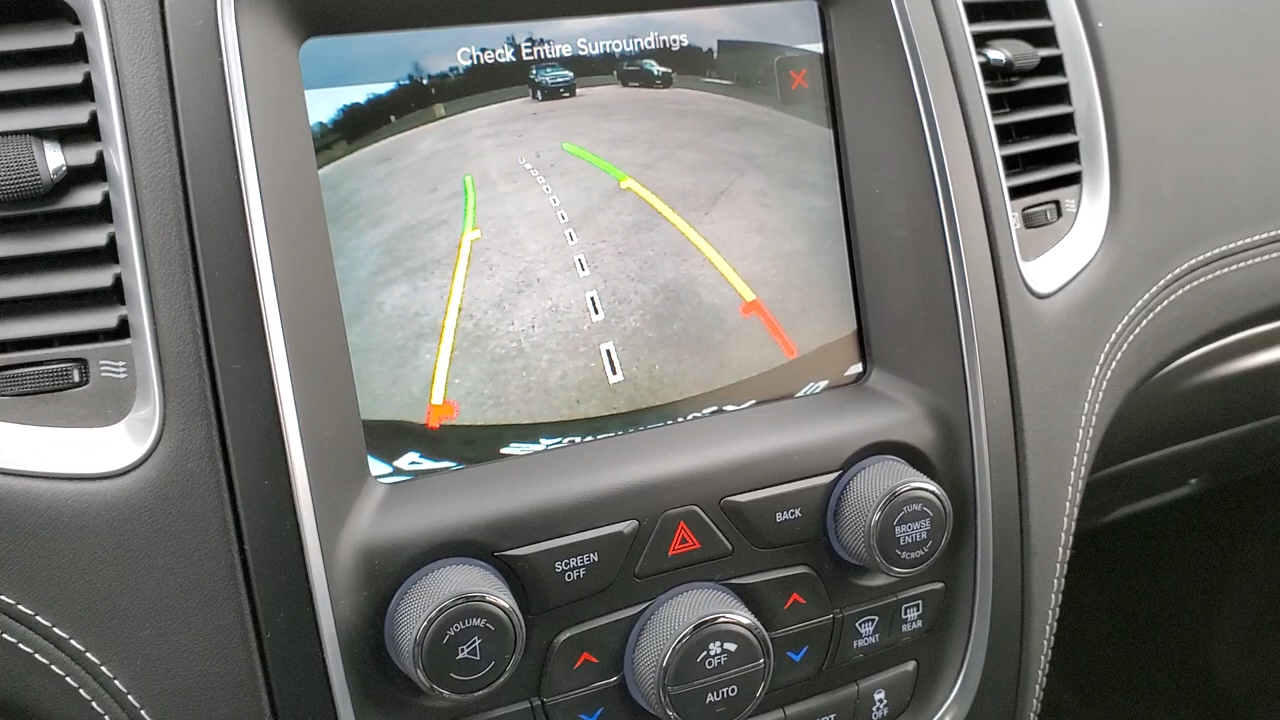 Check Entire Surroundings
SCREEN
OFF
BACK
TUNE
BROWSE
ENTER
SCROLL
VOLUME
OFF
AUTO
FRONT
REAR
OFF